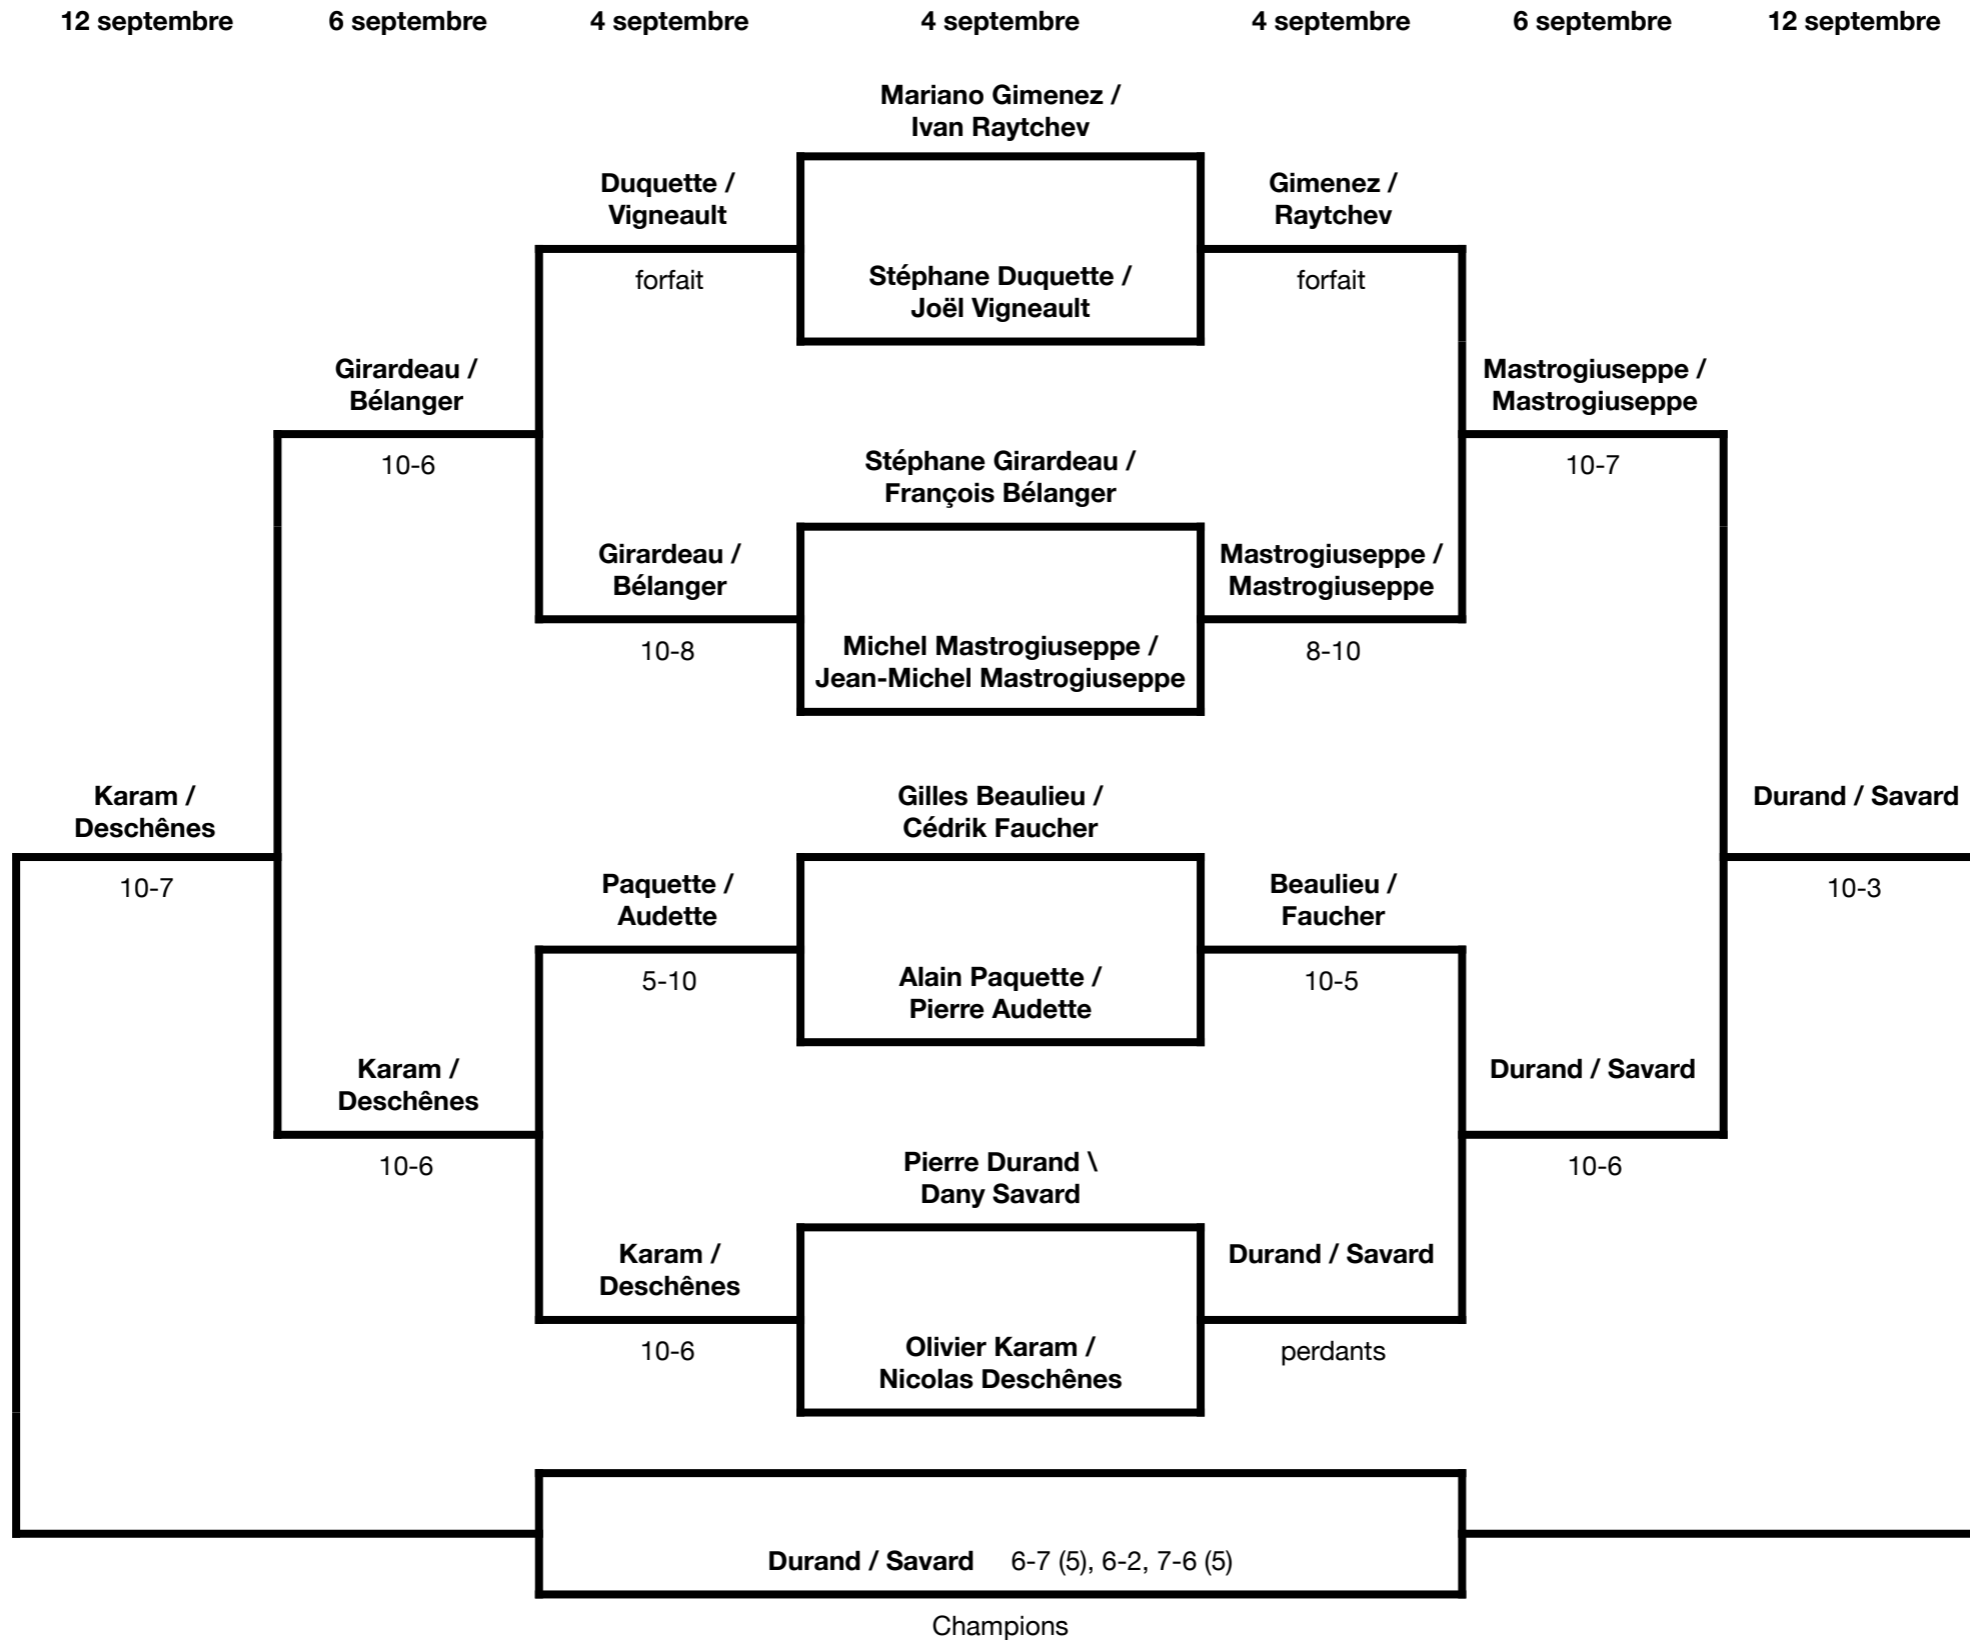 12 septembre 6 septembre 4 septembre 4 septembre 4 septembre 6 septembre 12 septembre
Mariano Gimenez /
Ivan Raytchev
Duquette /
Vigneault
forfait
Stéphane Duquette /
Joël Vigneault
Gimenez /
Raytchev
forfait
Girardeau /
Bélanger
10-6
Mastrogiuseppe /
Mastrogiuseppe
10-7
Stéphane Girardeau /
François Bélanger
Girardeau /
Bélanger
10-8
Michel Mastrogiuseppe /
Jean-Michel Mastrogiuseppe
Mastrogiuseppe /
Mastrogiuseppe
8-10
Karam /
Deschênes
10-7
Gilles Beaulieu /
Cédrik Faucher
Durand / Savard
10-3
Paquette /
Audette
5-10
Alain Paquette /
Pierre Audette
Beaulieu /
Faucher
10-5
Karam /
Deschênes
10-6
Durand / Savard
10-6
Pierre Durand \
Dany Savard
Karam /
Deschênes
10-6
Olivier Karam /
Nicolas Deschênes
Durand / Savard
perdants
Durand / Savard 6-7 (5), 6-2, 7-6 (5)
Champions